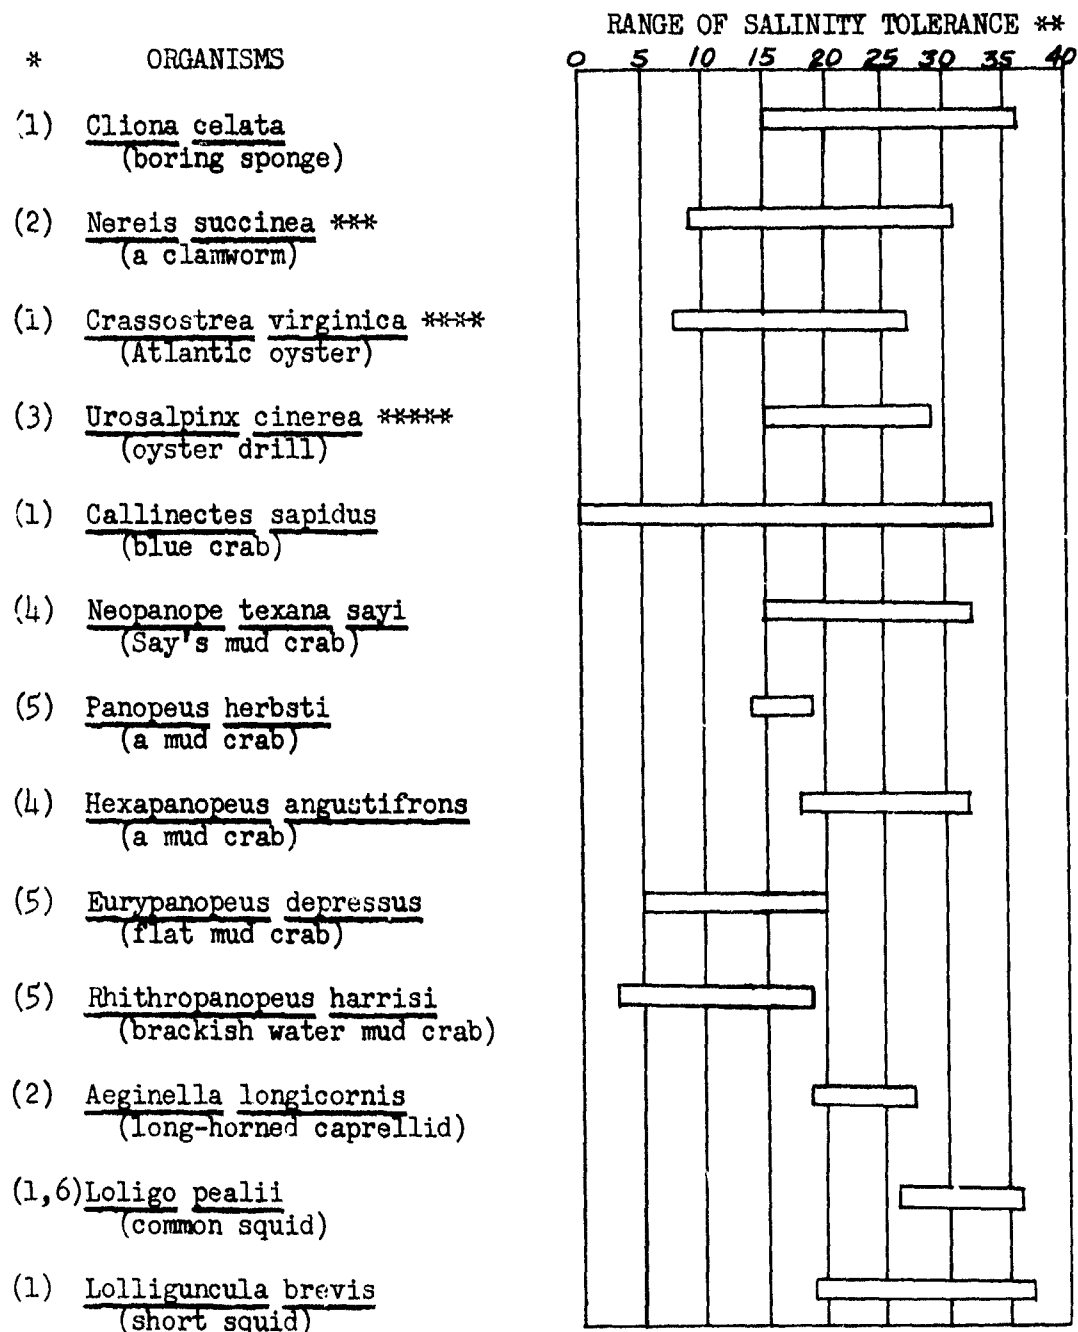 RANGE OF SALINITY TOLERANCE **
* ORGANISMS
0 5 10 15 20 25 30 35 40
(1) Cliona celata
(boring sponge)
(2) Nereis succinea ***
(a clamworm)
(1) Crassostrea virginica ****
(Atlantic oyster)
(3) Urosalpinx cinerea *****
(oyster drill)
(1) Callinectes sapidus
(blue crab)
(4) Neopanope texana sayi
(Say's mud crab)
(5) Panopeus herbsti
(a mud crab)
(4) Hexapanopeus angustifrons
(a mud crab)
(5) Eurypanopeus depressus
(flat mud crab)
(5) Rhithropanopeus harrisi
(brackish water mud crab)
(2) Aeginella longicornis
(long-horned caprellid)
(1,6) Loligo pealii
(common squid)
(1) Lolliguncula brevis
(short squid)